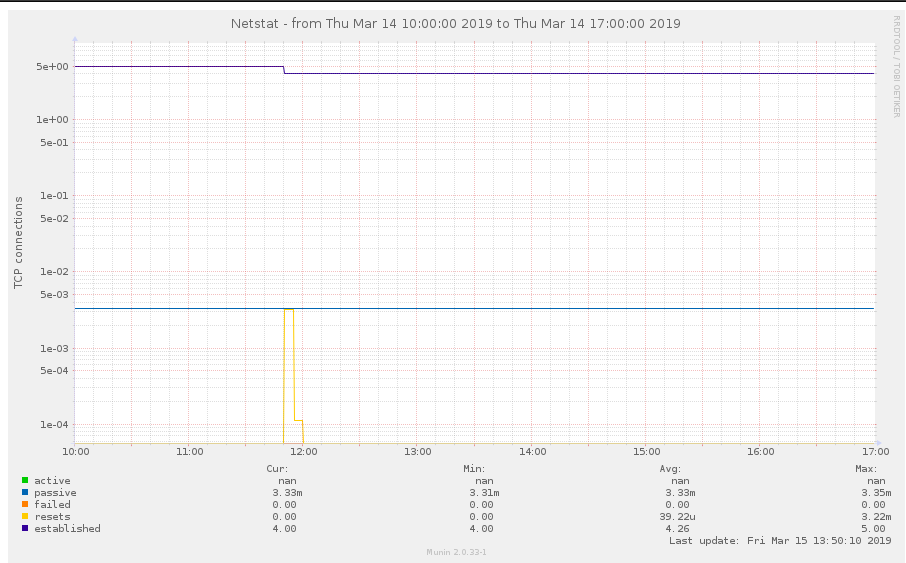 Netstat - from Thu Mar 14 10:00:00 2019 to Thu Mar 14 17:00:00 2019
RRDTOOL / TOBI OETIKER
TCP connections
5e+00
1e+00
5e-01
1e-01
5e-02
1e-02
5e-03
1e-03
5e-04
1e-04
10:00 11:00 12:00 13:00 14:00 15:00 16:00 17:00
Cur: Min: Avg: Max:
active nan nan nan nan
passive 3.33m 3.31m 3.33m 3.35m
failed 0.00 0.00 0.00 0.00
resets 0.00 0.00 39.22u 3.22m
established 4.00 4.00 4.26 5.00
Last update: Fri Mar 15 13:50:10 2019
Munin 2.0.33-1